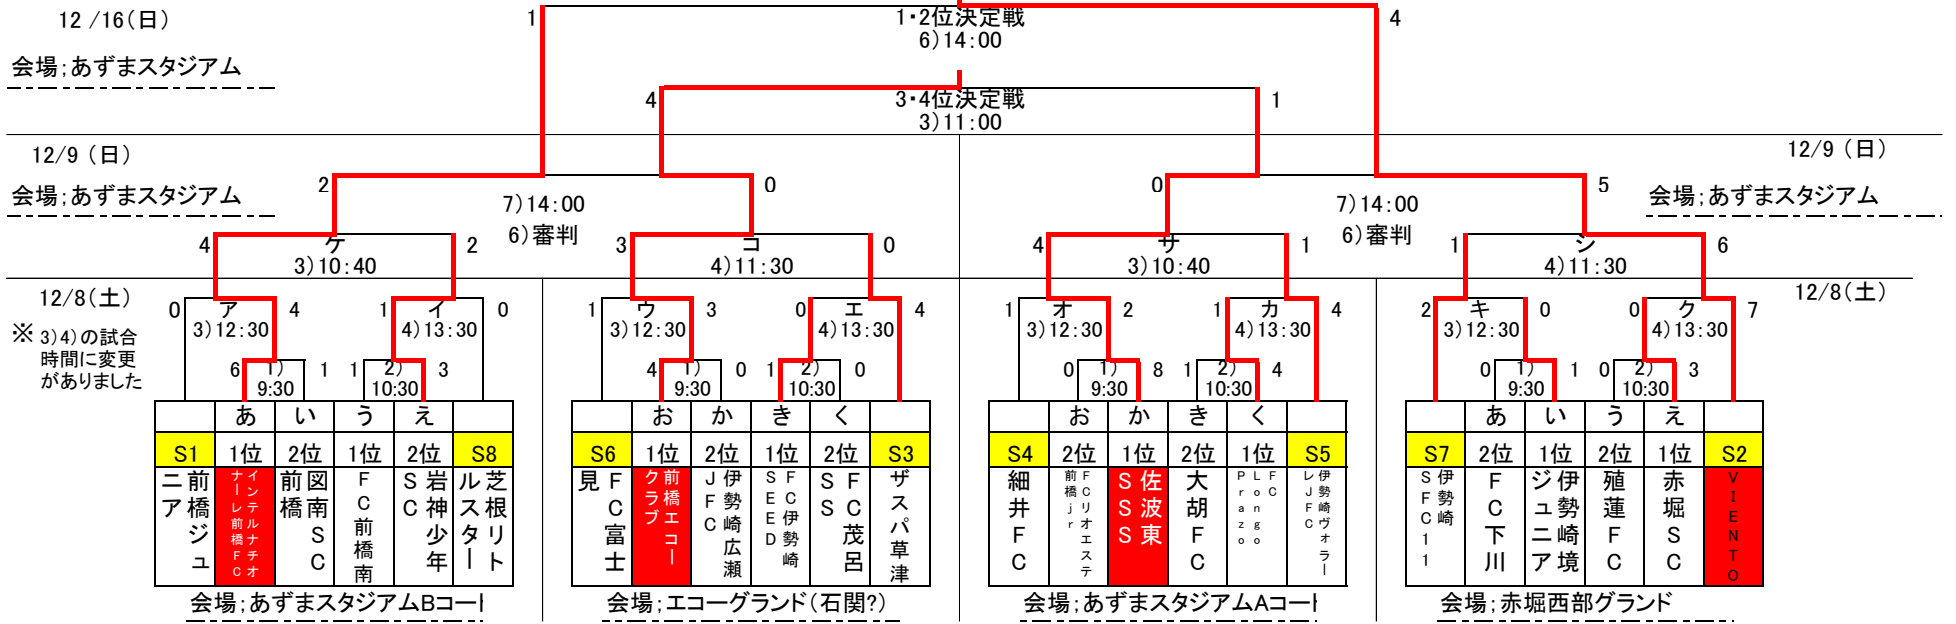 12 /16(日)
1
1・2位決定戦
4
6)14:00
会場;あずまスタジアム
4
3・4位決定戦
1
3)11:00
12/9 (日)
12/9 (日)
2
0
0
5
会場;あずまスタジアム
7)14:00
7)14:00
会場;あずまスタジアム
6)審判
6)審判
4
ケ
2
3
コ
0
4
サ
1
1
シ
6
3)10:40
4)11:30
3)10:40
4)11:30
12/8(土)
12/8(土)
0
ア
4
1
イ
0
1
ウ
3
0
エ
4
1
オ
2
1
カ
4
2
キ
0
0
ク
7
3)12:30
4)13:30
3)12:30
4)13:30
3)12:30
4)13:30
3)12:30
4)13:30
※ 3)4)の試合
時間に変更
がありました
6
1)
1
1
2)
3
4
1)
0
1
2)
0
0
1)
8
1
2)
4
0
1)
1
0
2)
3
9:30
10:30
9:30
10:30
9:30
10:30
9:30
10:30
あ
い
う
え
お
か
き
く
お
か
き
く
あ
い
う
え
S1
1位
2位
1位
2位
S8
S6
1位
2位
1位
2位
S3
S4
2位
1位
2位
1位
S5
S7
2位
1位
2位
1位
S2
前橋ジュニア
インテルナチオナーレ前橋FC
図南SC前橋
FC前橋南
岩神少年SC
芝根リトルスター
FC富士見
前橋エコークラブ
伊勢崎広瀬JFC
FC伊勢崎SEED
FC茂呂SS
ザスパ草津
細井FC
FCリオエステ前橋jr
佐波東SSS
大胡FC
FC Longo Prazo
伊勢崎ヴォラーレJFC
伊勢崎SFC11
FC下川
伊勢崎境ジュニア
殖蓮FC
赤堀SC
VIENTO
会場;あずまスタジアムBコート
会場;エコーグランド(石関?)
会場;あずまスタジアムAコート
会場;赤堀西部グランド